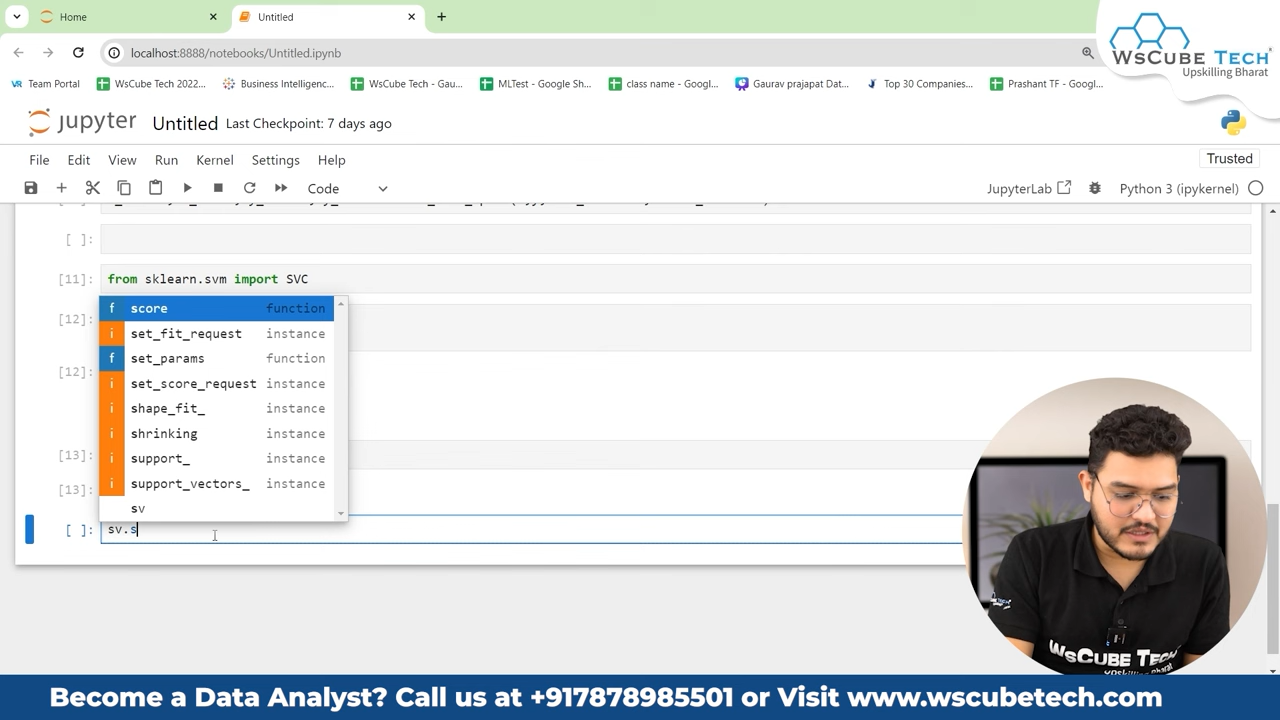 Home
Untitled
localhost:8888/notebooks/Untitled.ipynb
WsCube Tech
Upskilling Bharat
VR Team Portal
WsCube Tech 2022...
Business Intelligenc...
WsCube Tech - Gau...
MLTest - Google Sh...
class name - Googl...
Gaurav prajapat Dat...
Top 30 Companies...
Prashant TF - Googl...
jupyter Untitled Last Checkpoint: 7 days ago
File Edit View Run Kernel Settings Help
Trusted
Code
JupyterLab
Python 3 (ipykernel)
[ ]:
[11]: from sklearn.svm import SVC
score function
[12]:
set_fit_request instance
set_params function
[12]:
set_score_request instance
shape_fit_ instance
shrinking instance
[13]:
support_ instance
support_vectors_ instance
[13]:
sv
[ ]: sv.s
WsCube Tech
Upskilling Bharat
Become a Data Analyst? Call us at +917878985501 or Visit www.wscubetech.com